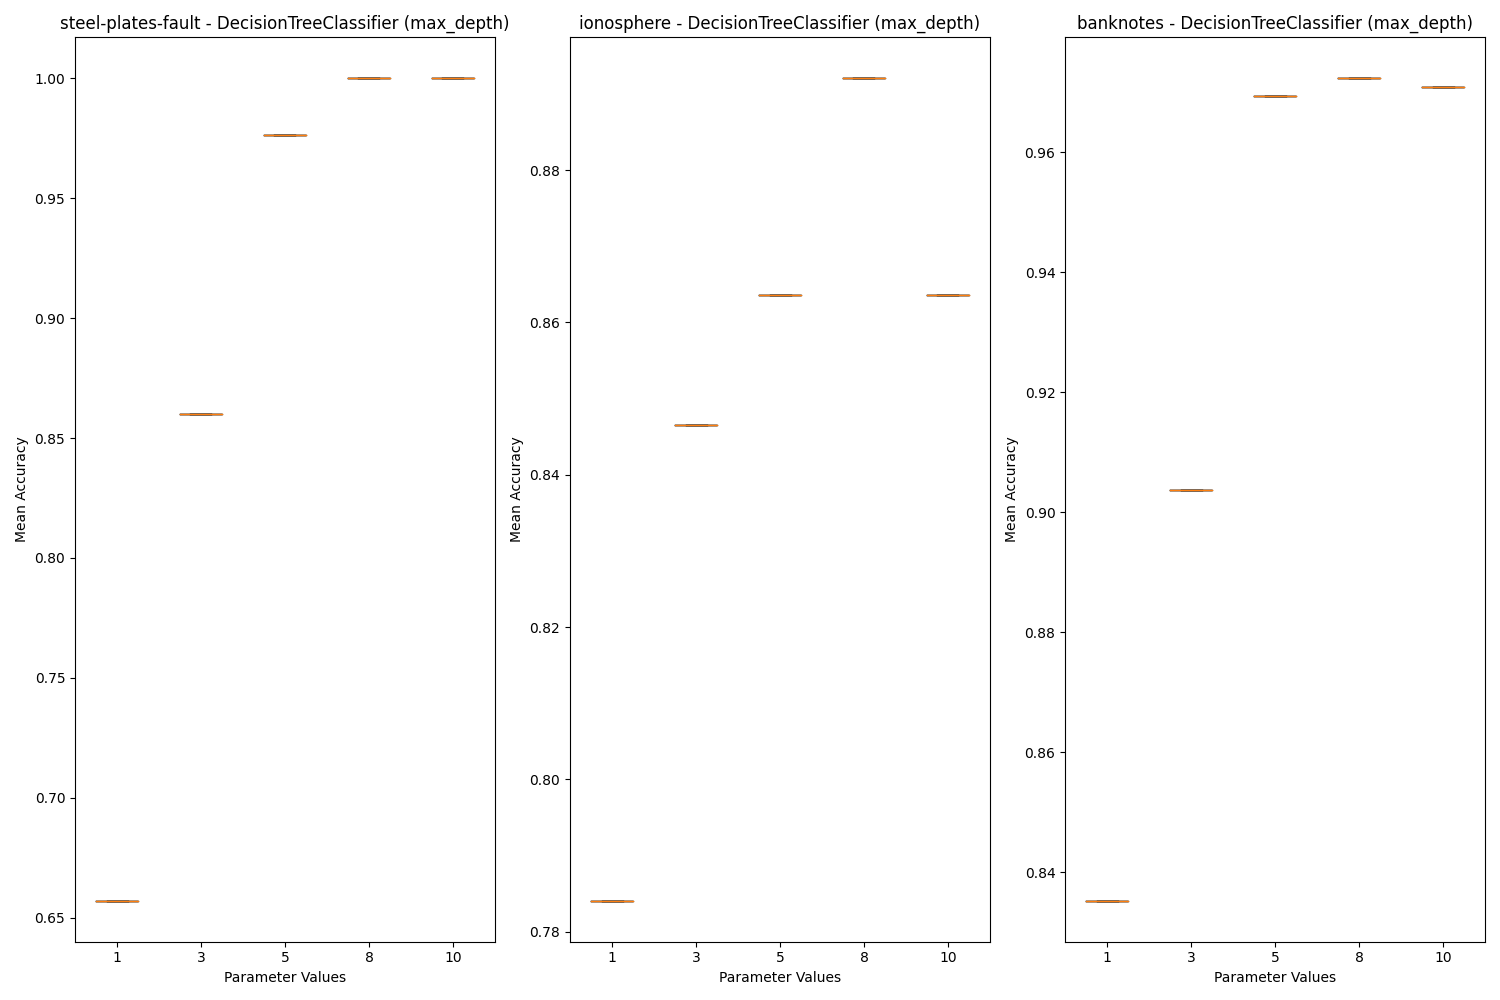 steel-plates-fault - DecisionTreeClassifier (max_depth)
1.00
0.95
0.90
0.85
0.80
0.75
0.70
0.65
Mean Accuracy
1 3 5 8 10
Parameter Values
ionosphere - DecisionTreeClassifier (max_depth)
0.88
0.86
0.84
0.82
0.80
0.78
Mean Accuracy
1 3 5 8 10
Parameter Values
banknotes - DecisionTreeClassifier (max_depth)
0.96
0.94
0.92
0.90
0.88
0.86
0.84
Mean Accuracy
1 3 5 8 10
Parameter Values